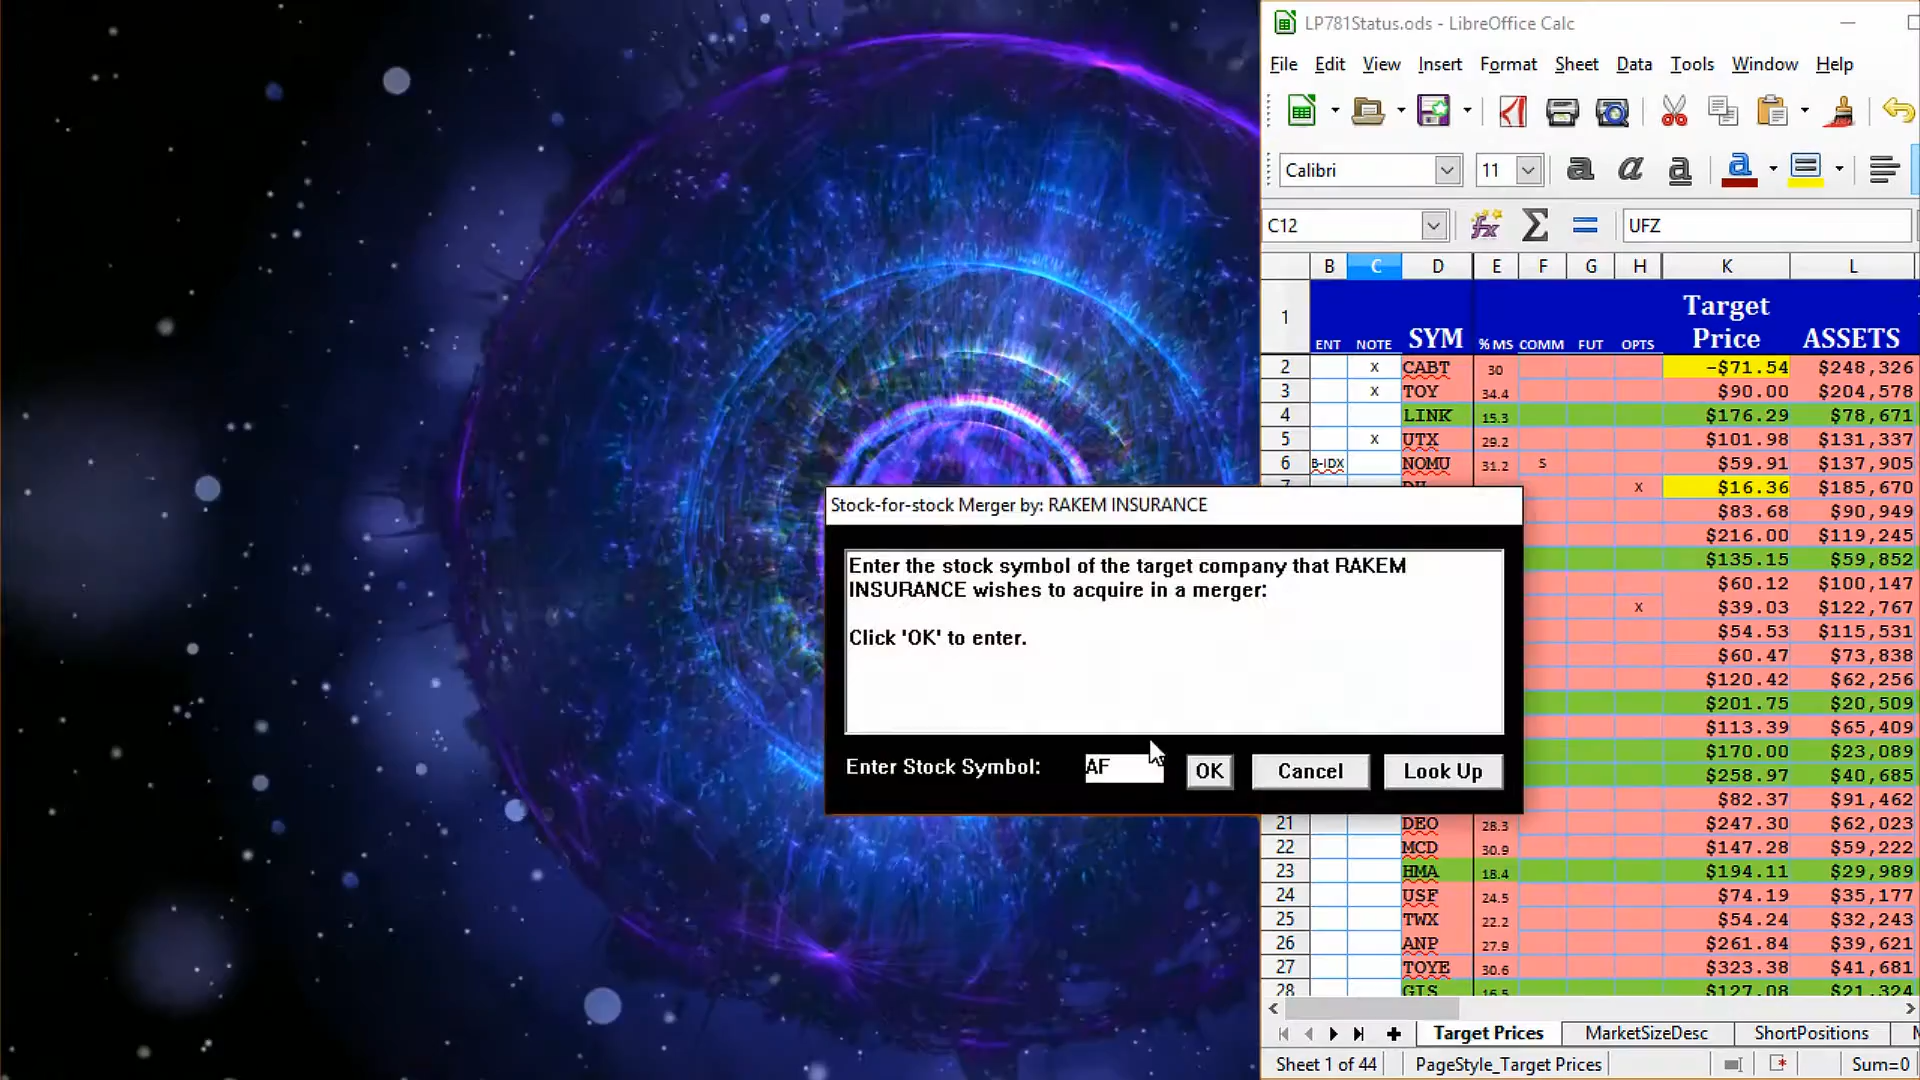 LP781Status.ods - LibreOffice Calc
File Edit View Insert Format Sheet Data Tools Window Help
Calibri 11
C12 UFZ
B C D E F G H K L
1 ENT NOTE SYM % MS COMM FUT OPTS Target Price ASSETS
2 X CABT 30 -$71.54 $248,326
3 X TOY 34.4 $90.00 $204,578
4 LINK 15.3 $176.29 $78,671
5 X UTX 29.2 $101.98 $131,337
6 B-IDX NOMU 31.2 S $59.91 $137,905
X $16.36 $185,670
$83.68 $90,949
$216.00 $119,245
$135.15 $59,852
$60.12 $100,147
X $39.03 $122,767
$54.53 $115,531
$60.47 $73,838
$120.42 $62,256
$201.75 $20,509
$113.39 $65,409
$170.00 $23,089
$258.97 $40,685
$82.37 $91,462
21 DEO 28.3 $247.30 $62,023
22 MCD 30.9 $147.28 $59,222
23 HMA 18.4 $194.11 $29,989
24 USF 24.5 $74.19 $35,177
25 TWX 22.2 $54.24 $32,243
26 ANP 27.9 $261.84 $39,621
27 TOYE 30.6 $323.38 $41,681
28 GIS 16.5 $127.08 $21,324
Target Prices MarketSizeDesc ShortPositions
Sheet 1 of 44 PageStyle_Target Prices Sum=0
Stock-for-stock Merger by: RAKEM INSURANCE
Enter the stock symbol of the target company that RAKEM
INSURANCE wishes to acquire in a merger:
Click 'OK' to enter.
Enter Stock Symbol: AF OK Cancel Look Up